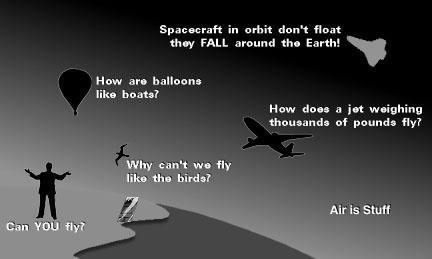 Spacecraft in orbit don't float
they FALL around the Earth!
How are balloons
like boats?
How does a jet weighing
thousands of pounds fly?
Why can't we fly
like the birds?
Air is Stuff
Can YOU fly?